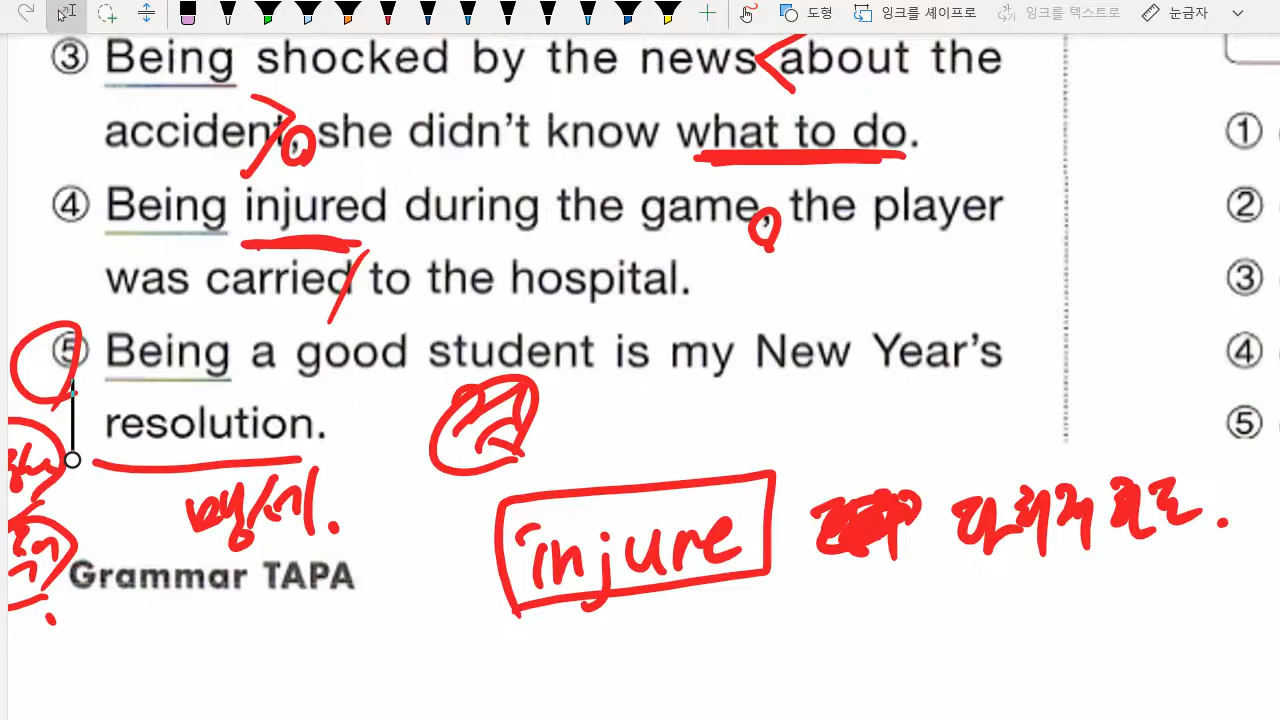 도형 잉크를 셰이프로 잉크를 텍스트로 눈금자
③ Being shocked by the news about the
accident, she didn't know what to do.
④ Being injured during the game, the player
was carried to the hospital.
⑤ Being a good student is my New Year's
resolution.
맹세.
injure
Grammar TAPA
①
②
③
④
⑤